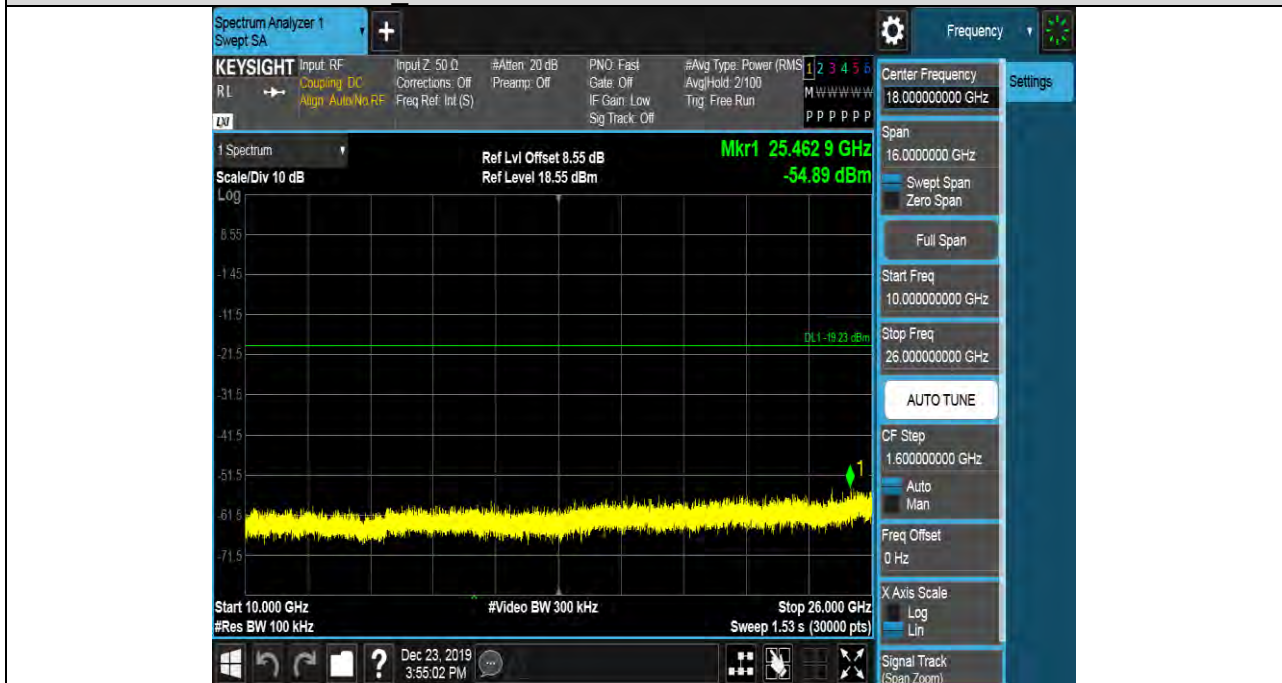 Spectrum Analyzer 1
Swept SA
+
Frequency
KEYSIGHT
RL
LXI
Input: RF
Coupling: DC
Align: Auto/No RF
Input Z: 50 Ω
Corrections: Off
Freq Ref: Int (S)
#Atten: 20 dB
Preamp: Off
PNO: Fast
Gate: Off
IF Gain: Low
Sig Track: Off
#Avg Type: Power (RMS
Avg|Hold: 2/100
Trig: Free Run
1 2 3 4 5 6
M W W W W W
P P P P P P
1 Spectrum
Scale/Div 10 dB
Log
Ref Lvl Offset 8.55 dB
Ref Level 18.55 dBm
Mkr1 25.462 9 GHz
-54.89 dBm
8.55
-1.45
-11.5
-21.5
-31.5
-41.5
-51.5
-61.5
-71.5
DL1 -19.23 dBm
1
Start 10.000 GHz
#Res BW 100 kHz
#Video BW 300 kHz
Stop 26.000 GHz
Sweep 1.53 s (30000 pts)
?
Dec 23, 2019
3:55:02 PM
Center Frequency
18.000000000 GHz
Settings
Span
16.0000000 GHz
Swept Span
Zero Span
Full Span
Start Freq
10.000000000 GHz
Stop Freq
26.000000000 GHz
AUTO TUNE
CF Step
1.600000000 GHz
Auto
Man
Freq Offset
0 Hz
X Axis Scale
Log
Lin
Signal Track
(Span Zoom)